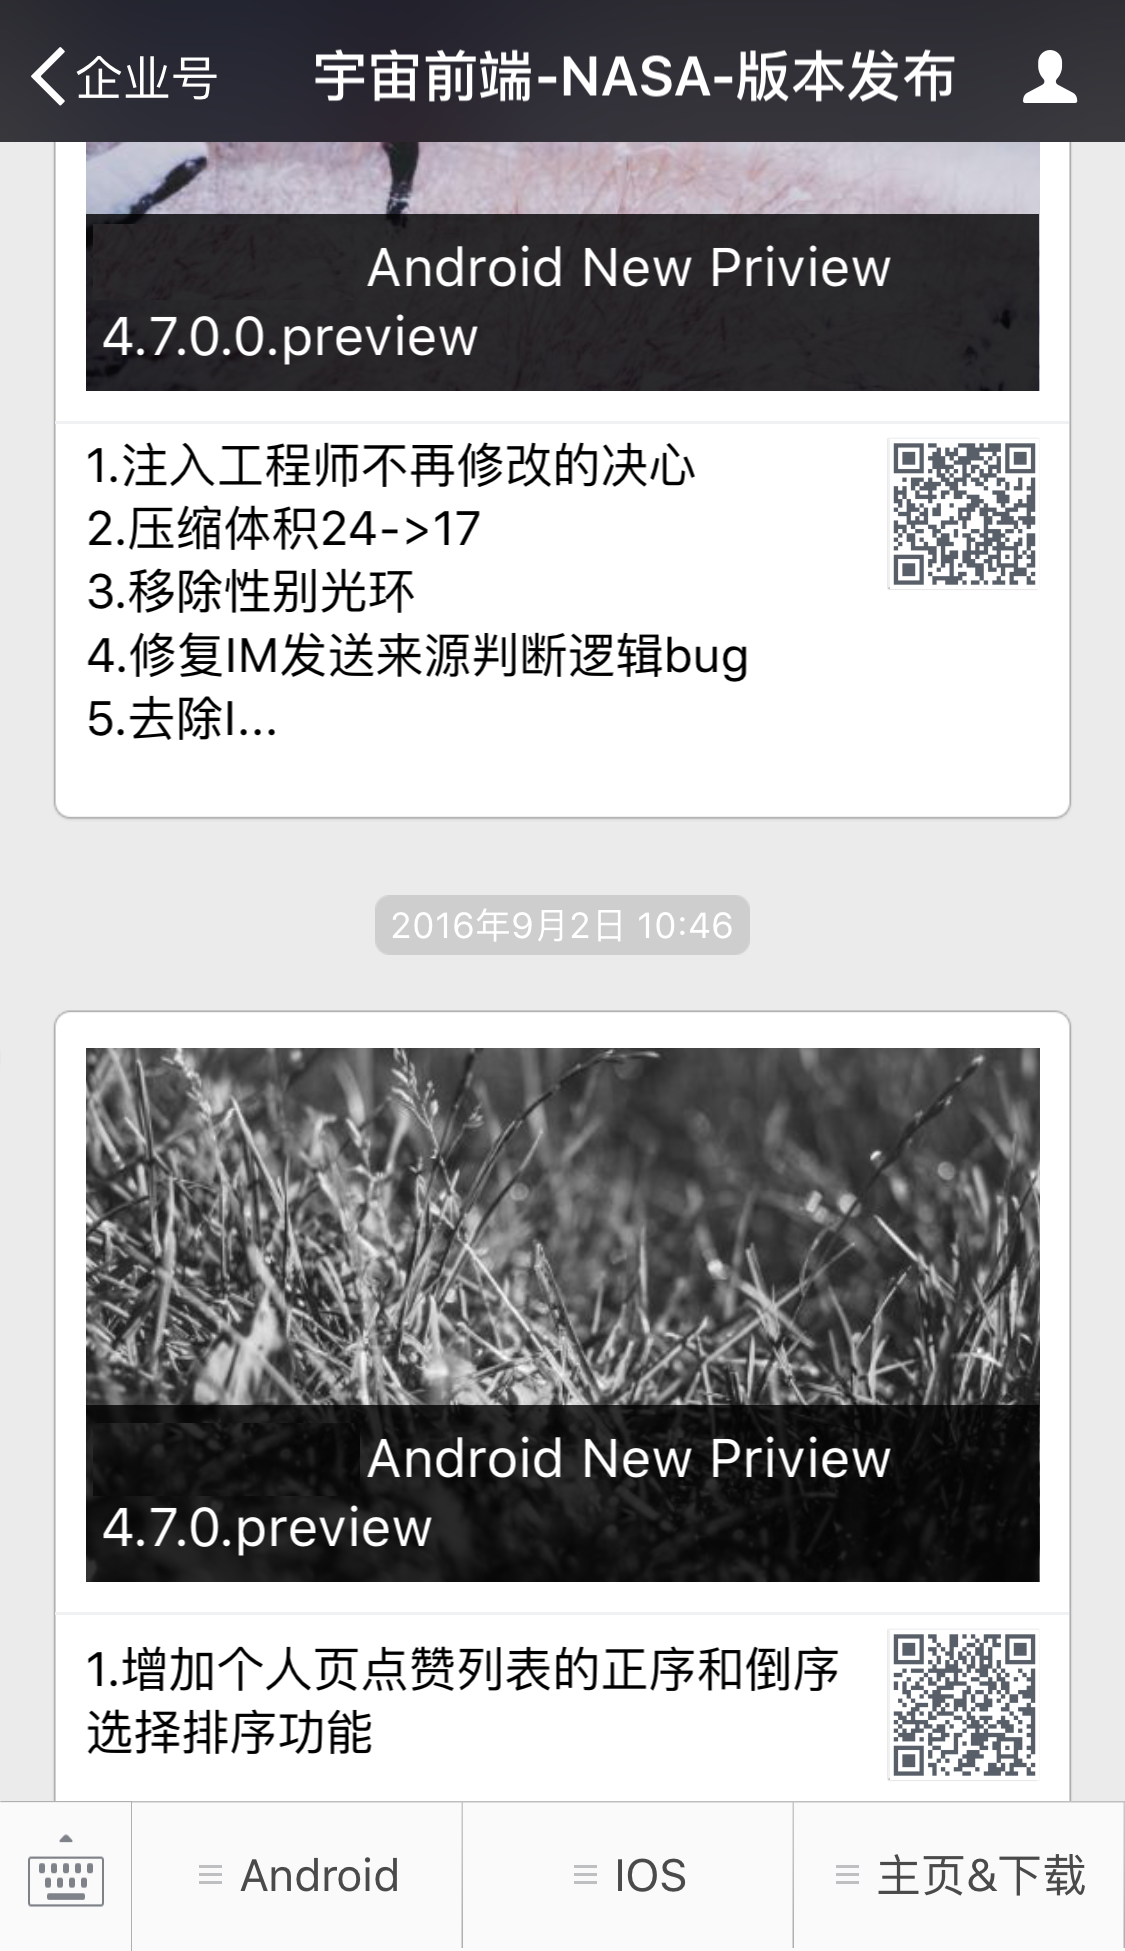 企业号
宇宙前端-NASA-版本发布
Android New Priview
4.7.0.0.preview
1.注入工程师不再修改的决心
2.压缩体积24->17
3.移除性别光环
4.修复IM发送来源判断逻辑bug
5.去除I...
2016年9月2日 10:46
Android New Priview
4.7.0.preview
1.增加个人页点赞列表的正序和倒序
选择排序功能
Android
IOS
主页&下载